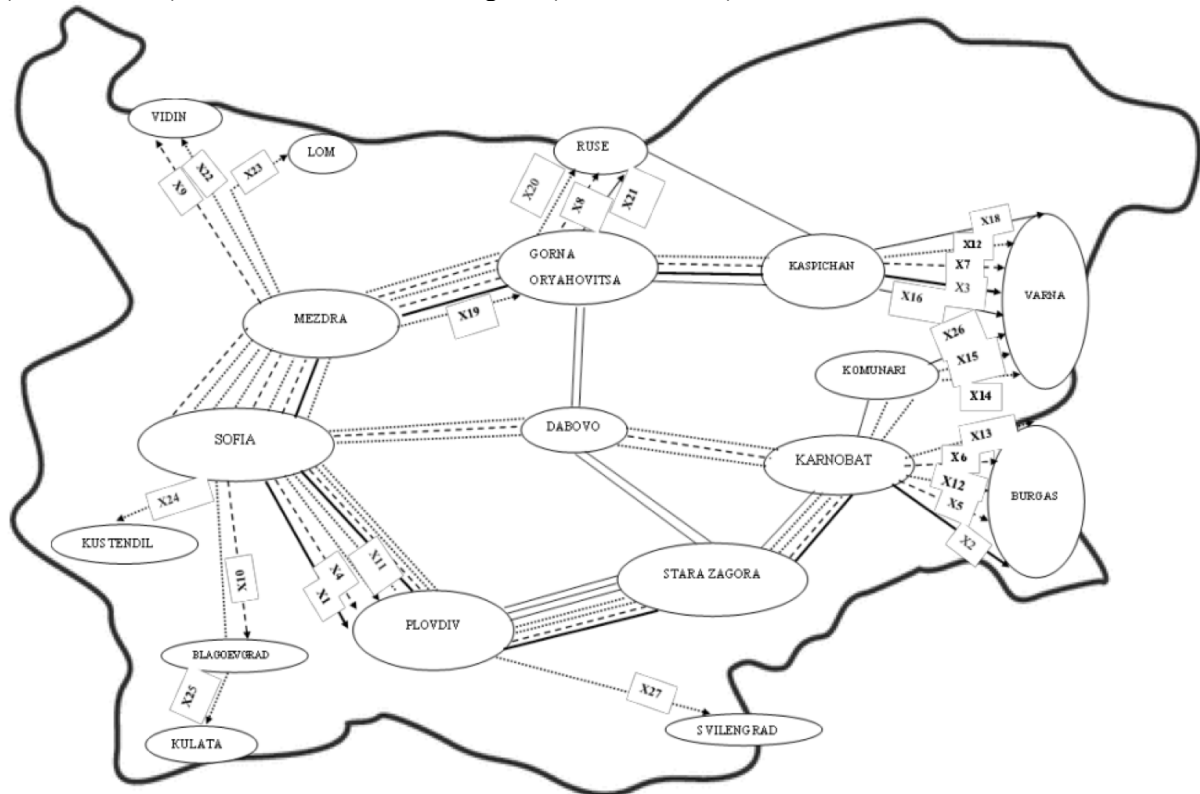 VIDIN
LOM
RUSE
X9
X22
X23
X20
X8
X21
GORNA
ORYAHOVITSA
KASPICHAN
X18
X12
X7
X3
X16
VARNA
MEZDRA
X19
X26
X15
X14
KOMUNARI
SOFIA
DABOVO
KARNOBAT
X13
X6
X12
X5
X2
BURGAS
X24
KUSTENDIL
X10
X1
X4
X11
STARA ZAGORA
PLOVDIV
BLAGOEVGRAD
X25
X27
KULATA
SVILENGRAD